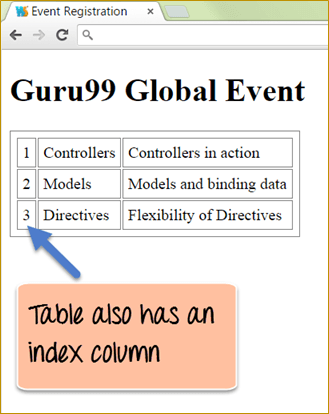 Event Registration
Guru99 Global Event
1 Controllers Controllers in action
2 Models Models and binding data
3 Directives Flexibility of Directives
Table also has an
index column